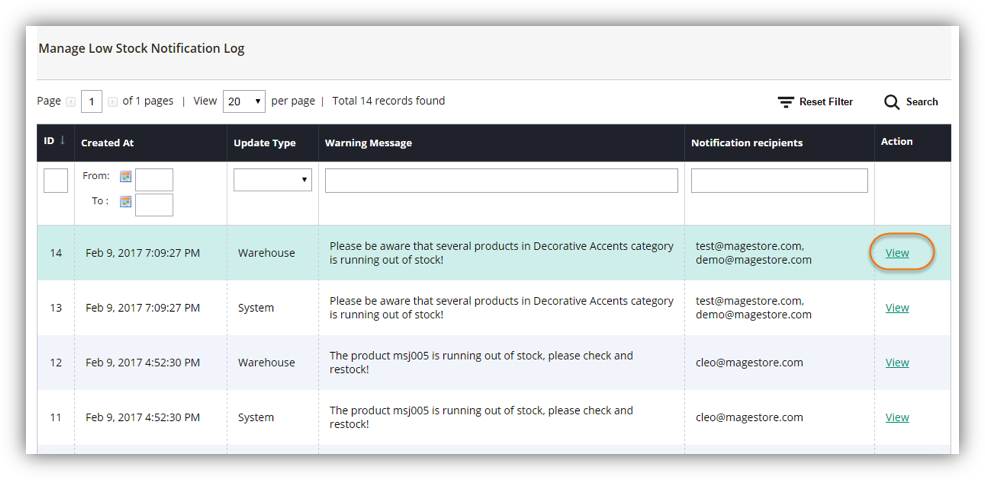 Manage Low Stock Notification Log
Page 1 of 1 pages | View 20 per page | Total 14 records found
Reset Filter
Search
ID Created At Update Type Warning Message Notification recipients Action
From:
To :
14 Feb 9, 2017 7:09:27 PM Warehouse Please be aware that several products in Decorative Accents category test@magestore.com, View
is running out of stock! demo@magestore.com
13 Feb 9, 2017 7:09:27 PM System Please be aware that several products in Decorative Accents category test@magestore.com, View
is running out of stock! demo@magestore.com
12 Feb 9, 2017 4:52:30 PM Warehouse The product msj005 is running out of stock, please check and cleo@magestore.com View
restock!
11 Feb 9, 2017 4:52:30 PM System The product msj005 is running out of stock, please check and cleo@magestore.com View
restock!